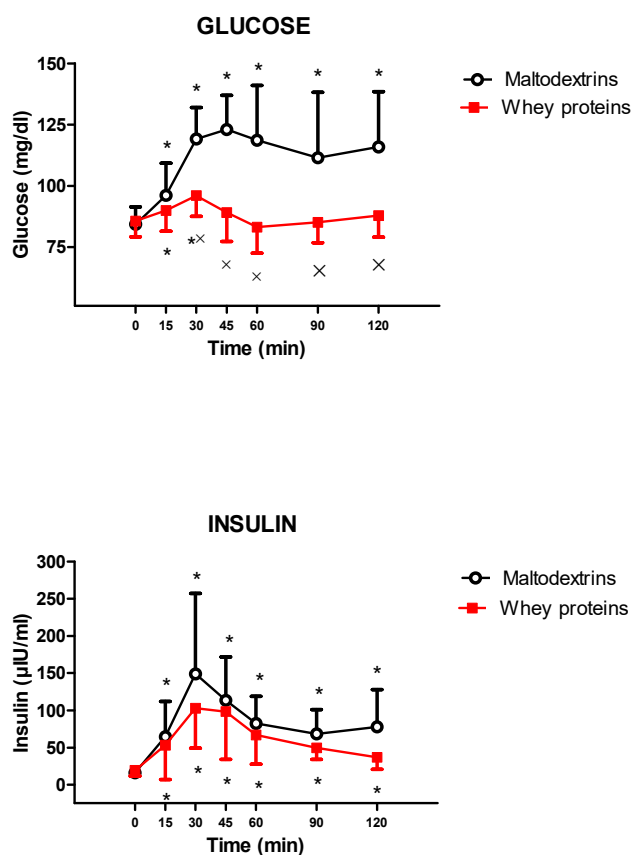 GLUCOSE
150
125
100
75
Glucose (mg/dl)
* * * * * * *
* *× × × × ×
0 15 30 45 60 90 120
Time (min)
Maltodextrins
Whey proteins
INSULIN
300
250
200
150
100
50
0
Insulin (µIU/ml)
* * * * * *
* * * * * *
0 15 30 45 60 90 120
Time (min)
Maltodextrins
Whey proteins